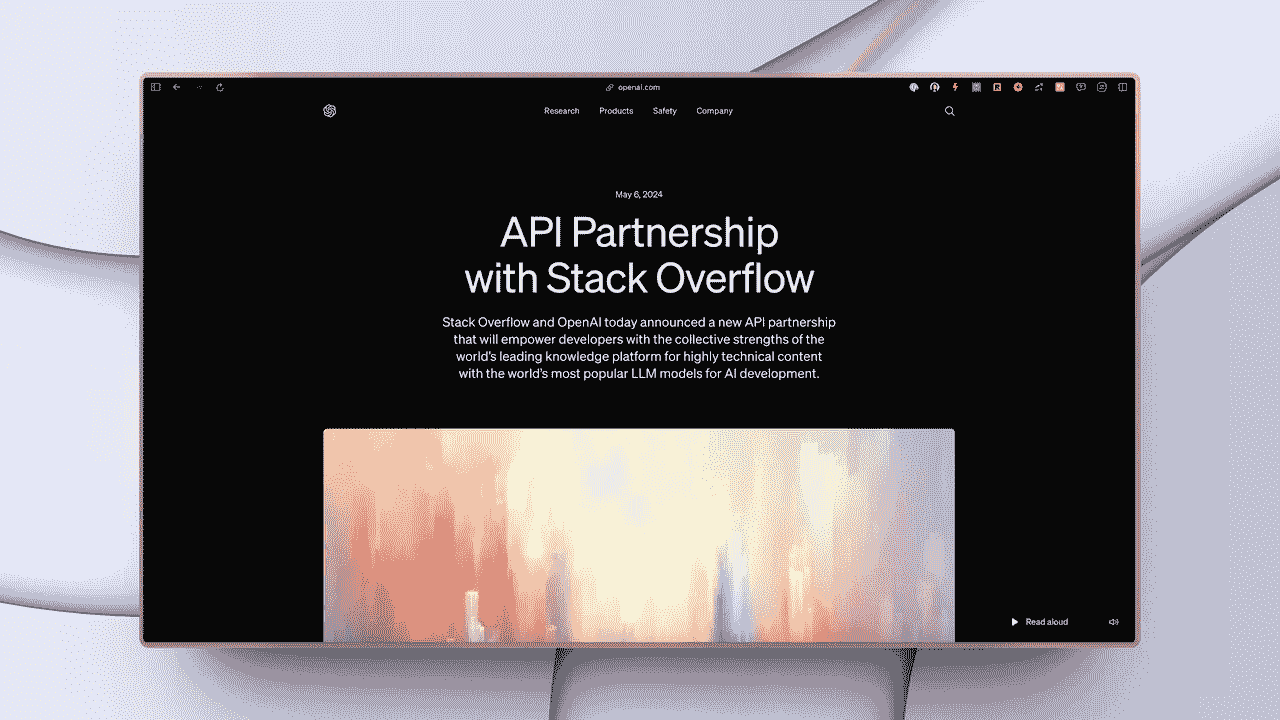 openai.com
Research Products Safety Company
May 6, 2024
API Partnership
with Stack Overflow
Stack Overflow and OpenAI today announced a new API partnership
that will empower developers with the collective strengths of the
world's leading knowledge platform for highly technical content
with the world's most popular LLM models for AI development.
Read aloud